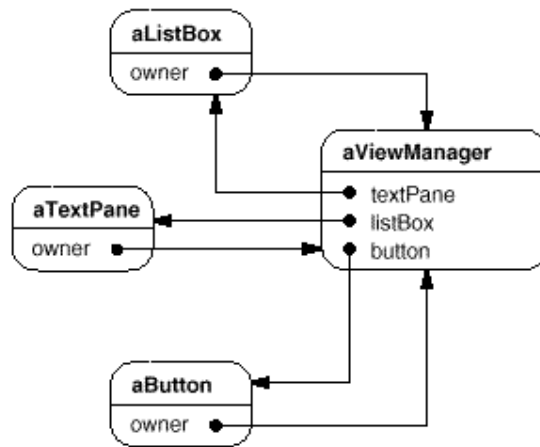 aListBox
owner
aViewManager
textPane
listBox
button
aTextPane
owner
aButton
owner